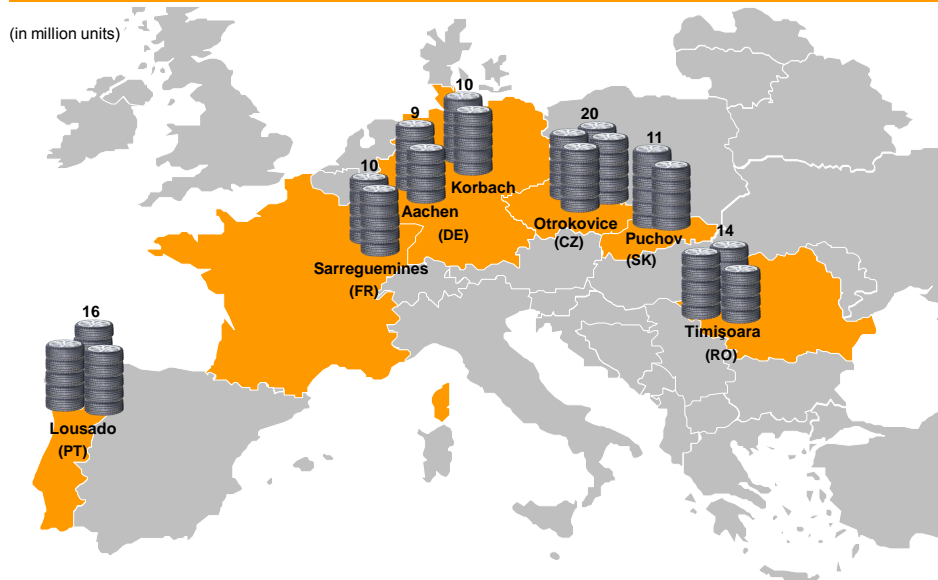 (in million units)
10
9
10
Korbach
Aachen
(DE)
10
Sarreguemines
(FR)
20
Otrokovice
(CZ)
11
Puchov
(SK)
14
Timişoara
(RO)
16
Lousado
(PT)